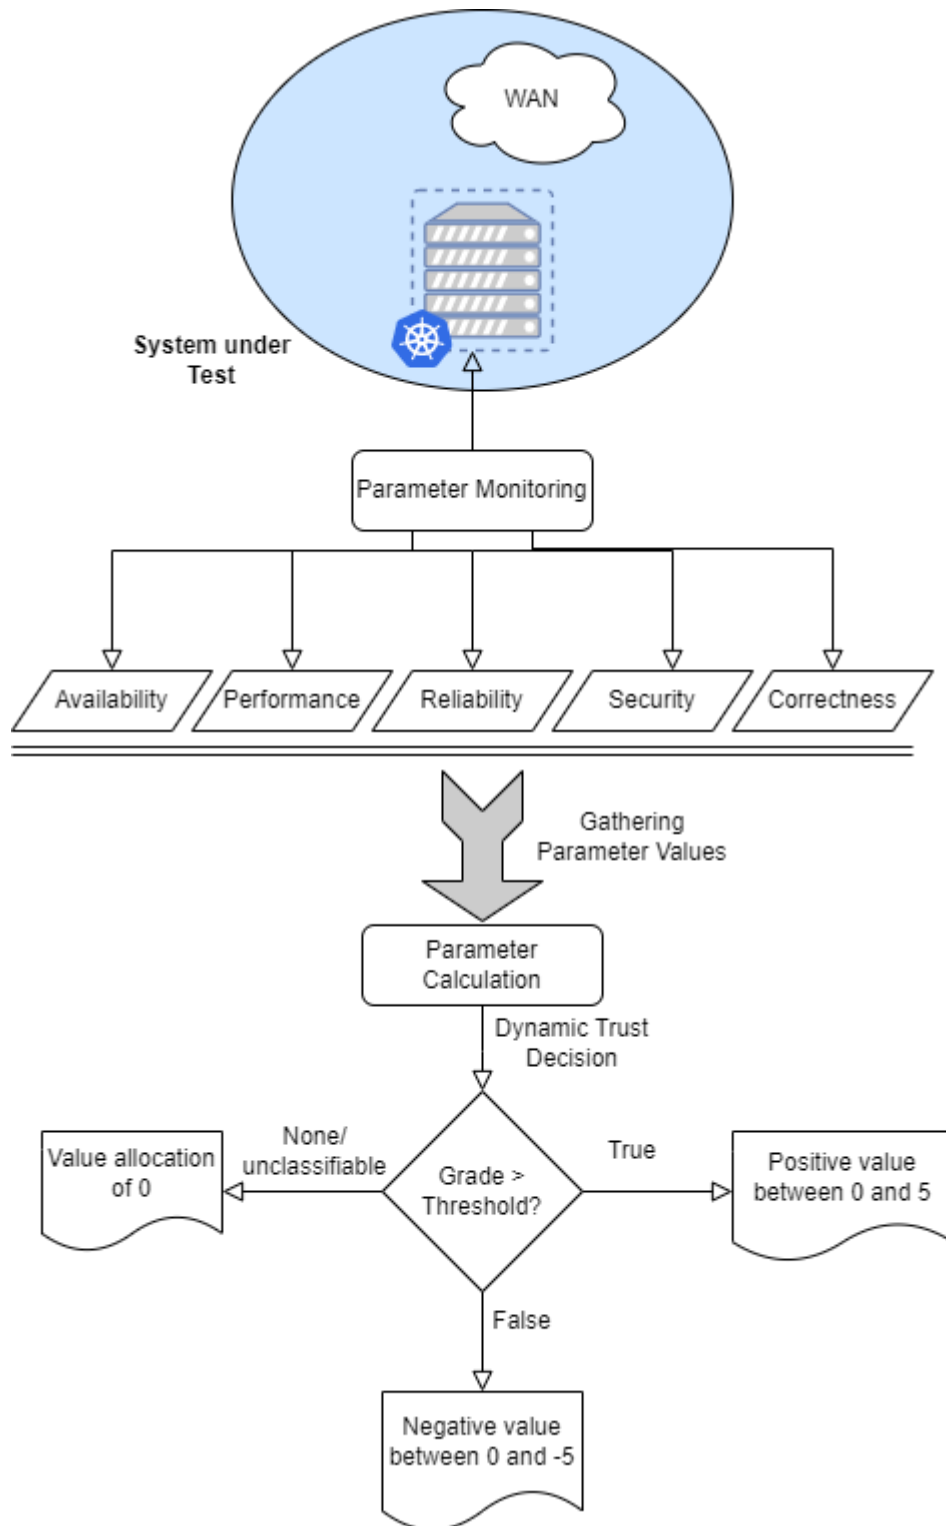 WAN
System under
Test
Parameter Monitoring
Availability
Performance
Reliability
Security
Correctness
Gathering
Parameter Values
Parameter
Calculation
Dynamic Trust
Decision
None/
unclassifiable
True
Value allocation
of 0
Grade >
Threshold?
Positive value
between 0 and 5
False
Negative value
between 0 and -5